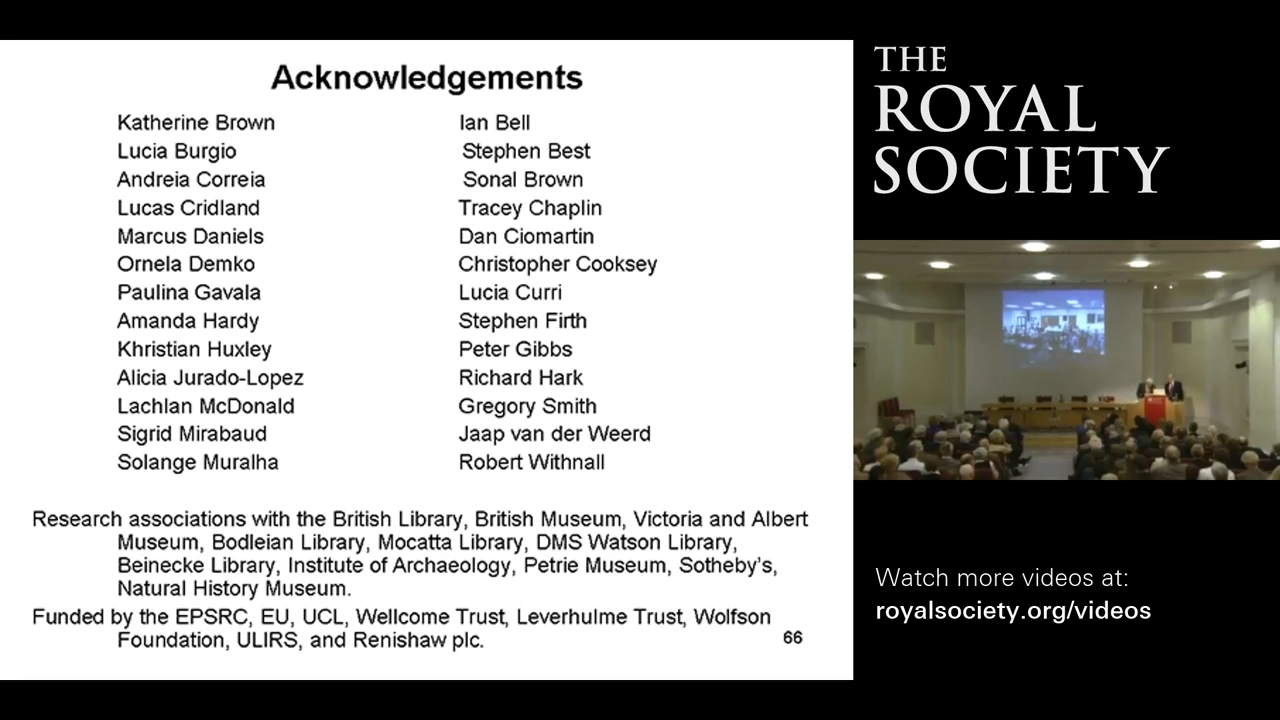 Acknowledgements
Katherine Brown
Lucia Burgio
Andreia Correia
Lucas Cridland
Marcus Daniels
Ornela Demko
Paulina Gavala
Amanda Hardy
Khristian Huxley
Alicia Jurado-Lopez
Lachlan McDonald
Sigrid Mirabaud
Solange Muralha
Ian Bell
Stephen Best
Sonal Brown
Tracey Chaplin
Dan Ciomartin
Christopher Cooksey
Lucia Curri
Stephen Firth
Peter Gibbs
Richard Hark
Gregory Smith
Jaap van der Weerd
Robert Withnall
Research associations with the British Library, British Museum, Victoria and Albert
Museum, Bodleian Library, Mocatta Library, DMS Watson Library,
Beinecke Library, Institute of Archaeology, Petrie Museum, Sotheby's,
Natural History Museum.
Funded by the EPSRC, EU, UCL, Wellcome Trust, Leverhulme Trust, Wolfson
Foundation, ULIRS, and Renishaw plc.
66
THE
ROYAL
SOCIETY
Watch more videos at:
royalsociety.org/videos